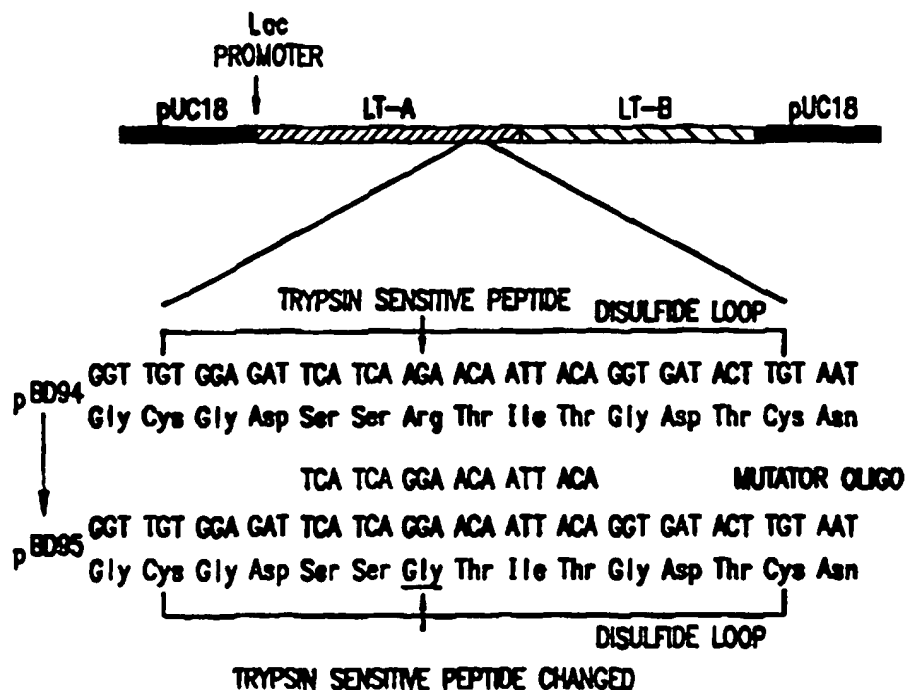 Lac
PROMOTER
pUC18 LT-A LT-B pUC18
TRYPSIN SENSITIVE PEPTIDE
DISULFIDE LOOP
pBD94 GGT TGT GGA GAT TCA TCA AGA ACA ATT ACA GGT GAT ACT TGT AAT
Gly Cys Gly Asp Ser Ser Arg Thr Ile Thr Gly Asp Thr Cys Asn
TCA TCA GGA ACA ATT ACA MUTATOR OLIGO
pBD95 GGT TGT GGA GAT TCA TCA GGA ACA ATT ACA GGT GAT ACT TGT AAT
Gly Cys Gly Asp Ser Ser Gly Thr Ile Thr Gly Asp Thr Cys Asn
DISULFIDE LOOP
TRYPSIN SENSITIVE PEPTIDE CHANGED